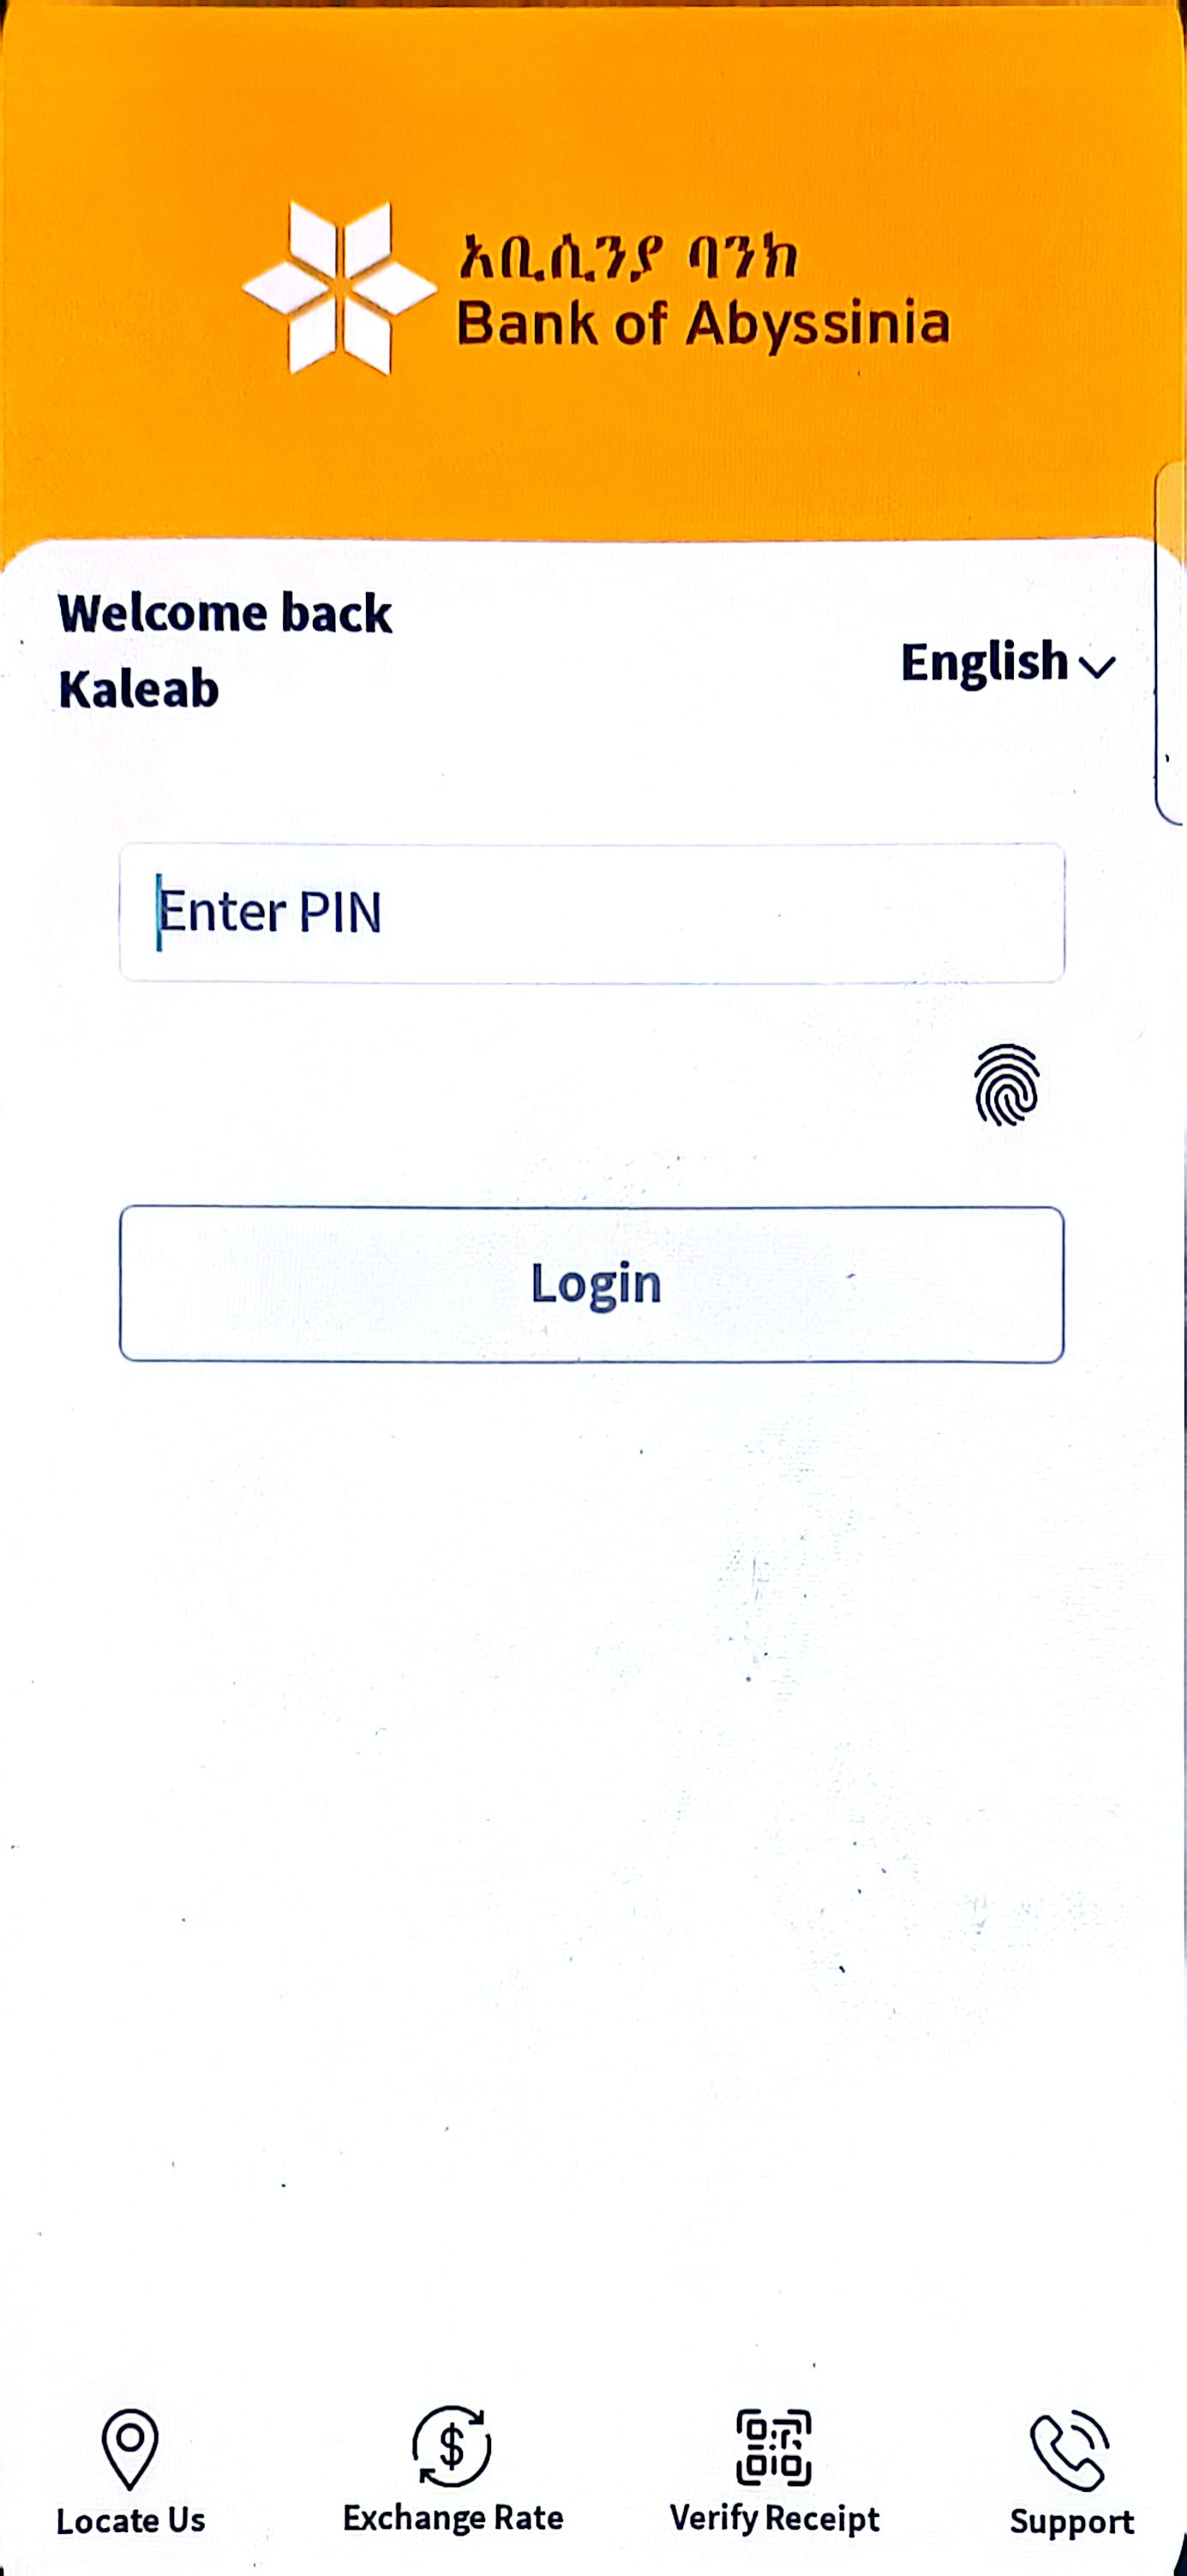 አቢሲንያ ባንክ
Bank of Abyssinia
Welcome back
Kaleab
English
Enter PIN
Login
Locate Us
Exchange Rate
Verify Receipt
Support